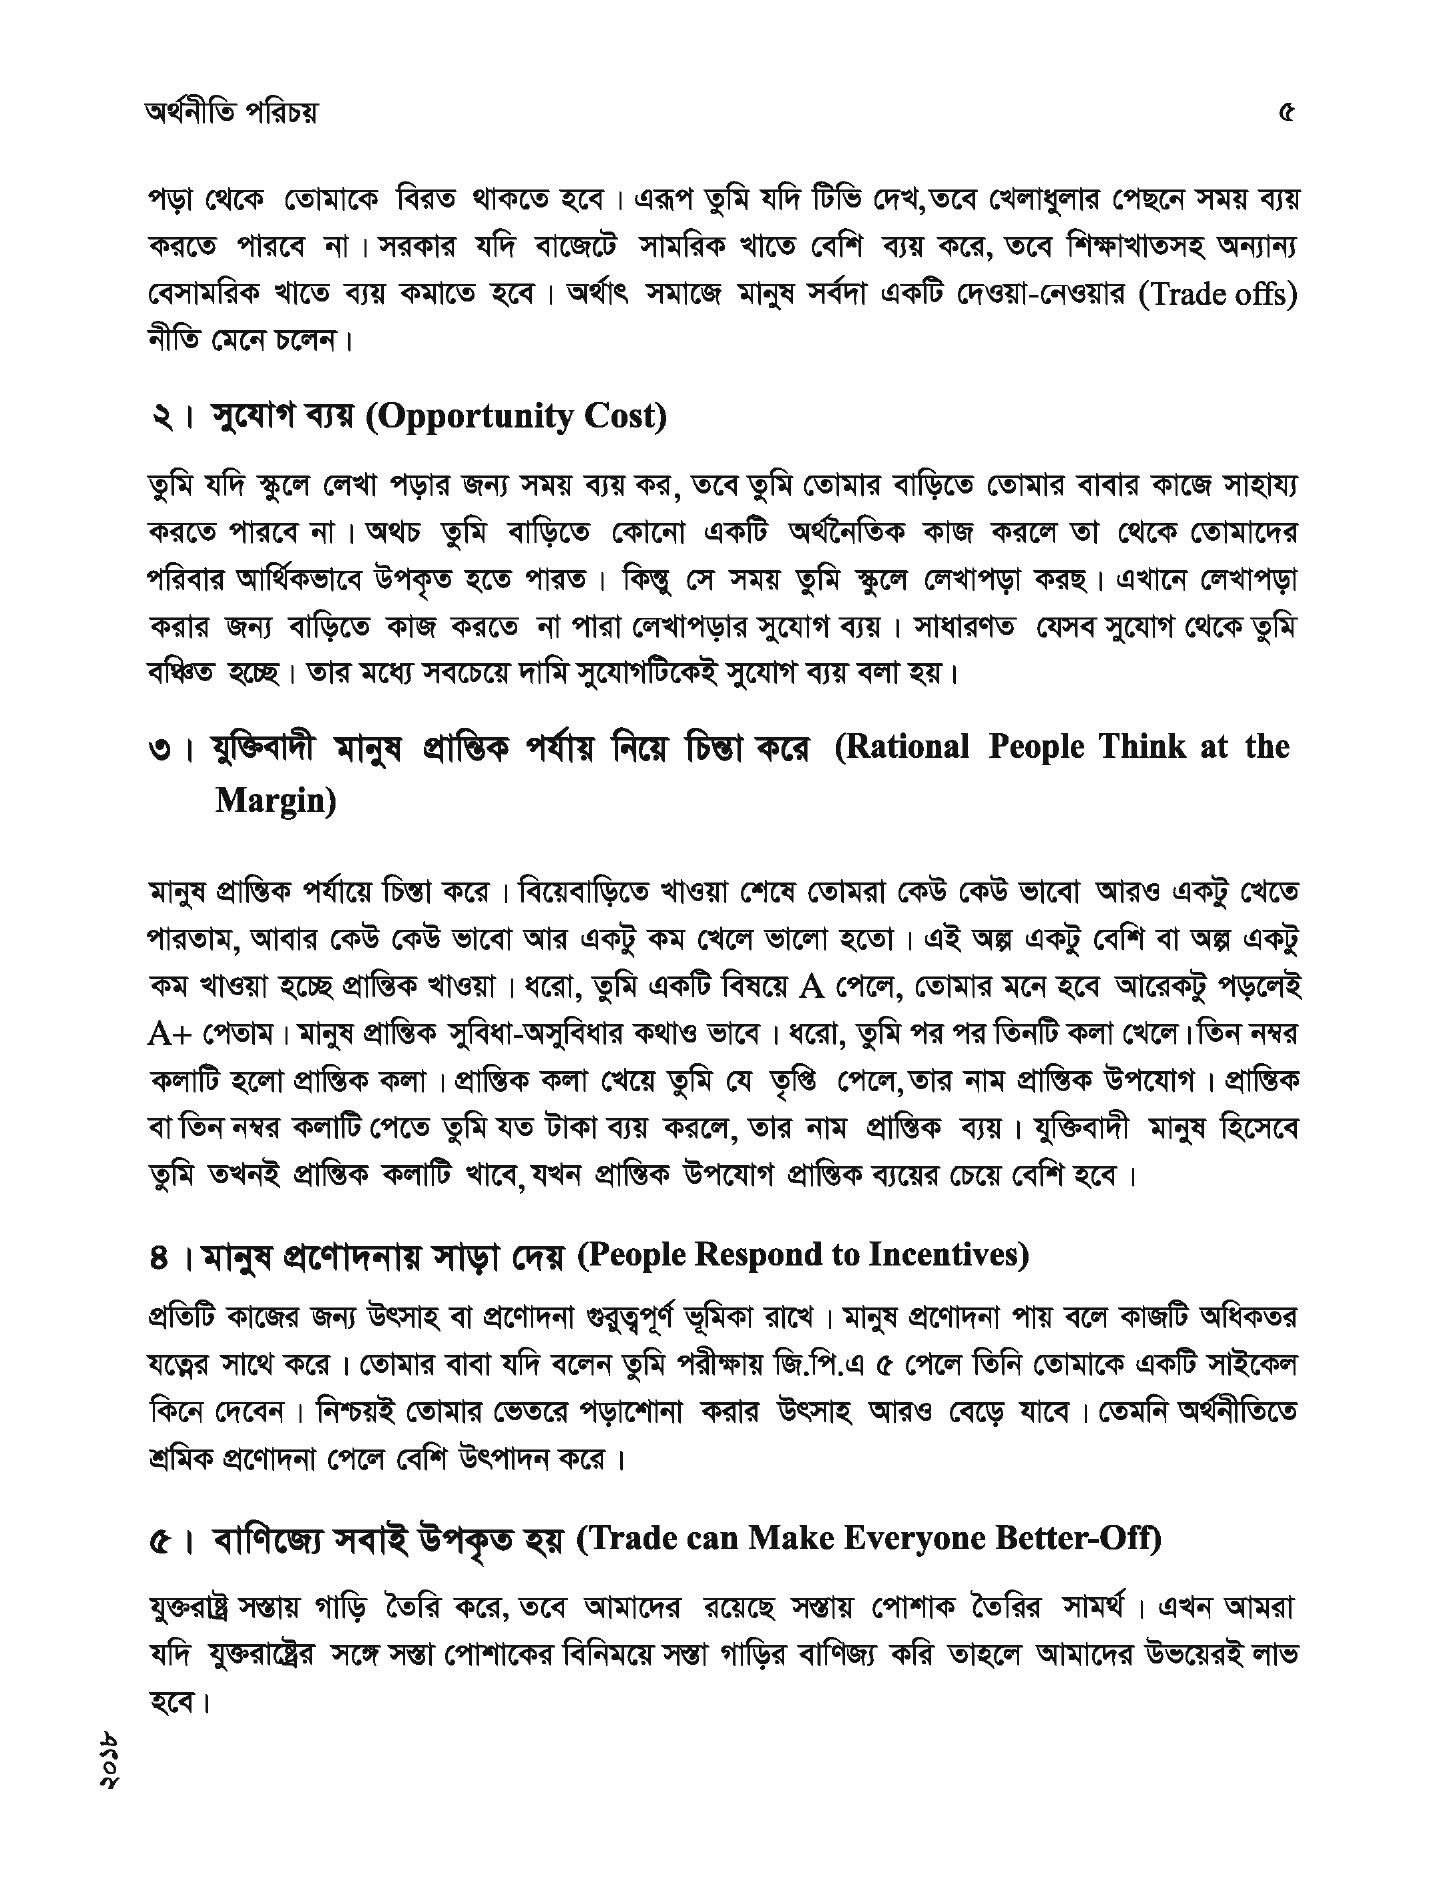 অর্থনীতি পরিচয় ৫
পড়া থেকে তোমাকে বিরত থাকতে হবে। এরূপ তুমি যদি টিভি দেখ, তবে খেলাধুলার পেছনে সময় ব্যয়
করতে পারবে না। সরকার যদি বাজেটে সামরিক খাতে বেশি ব্যয় করে, তবে শিক্ষাখাতসহ অন্যান্য
বেসামরিক খাতে ব্যয় কমাতে হবে। অর্থাৎ সমাজে মানুষ সর্বদা একটি দেওয়া-নেওয়ার (Trade offs)
নীতি মেনে চলেন।
২। সুযোগ ব্যয় (Opportunity Cost)
তুমি যদি স্কুলে লেখা পড়ার জন্য সময় ব্যয় কর, তবে তুমি তোমার বাড়িতে তোমার বাবার কাজে সাহায্য
করতে পারবে না। অথচ তুমি বাড়িতে কোনো একটি অর্থনৈতিক কাজ করলে তা থেকে তোমাদের
পরিবার আর্থিকভাবে উপকৃত হতে পারত। কিন্তু সে সময় তুমি স্কুলে লেখাপড়া করছ। এখানে লেখাপড়া
করার জন্য বাড়িতে কাজ করতে না পারা লেখাপড়ার সুযোগ ব্যয়। সাধারণত যেসব সুযোগ থেকে তুমি
বঞ্চিত হচ্ছে। তার মধ্যে সবচেয়ে দামি সুযোগটিকেই সুযোগ ব্যয় বলা হয়।
৩। যুক্তিবাদী মানুষ প্রান্তিক পর্যায় নিয়ে চিন্তা করে (Rational People Think at the
Margin)
মানুষ প্রান্তিক পর্যায়ে চিন্তা করে। বিয়েবাড়িতে খাওয়া শেষে তোমরা কেউ কেউ ভাবো আরও একটু খেতে
পারতাম, আবার কেউ কেউ ভাবো আর একটু কম খেলে ভালো হতো। এই অল্প একটু বেশি বা অল্প একটু
কম খাওয়া হচ্ছে প্রান্তিক খাওয়া। ধরো, তুমি একটি বিষয়ে A পেলে, তোমার মনে হবে আরেকটু পড়লেই
A+ পেতাম। মানুষ প্রান্তিক সুবিধা-অসুবিধার কথাও ভাবে। ধরো, তুমি পর পর তিনটি কলা খেলে। তিন নম্বর
কলাটি হলো প্রান্তিক কলা। প্রান্তিক কলা খেয়ে তুমি যে তৃপ্তি পেলে, তার নাম প্রান্তিক উপযোগ। প্রান্তিক
বা তিন নম্বর কলাটি পেতে তুমি যত টাকা ব্যয় করলে, তার নাম প্রান্তিক ব্যয়। যুক্তিবাদী মানুষ হিসেবে
তুমি তখনই প্রান্তিক কলাটি খাবে, যখন প্রান্তিক উপযোগ প্রান্তিক ব্যয়ের চেয়ে বেশি হবে।
৪। মানুষ প্রণোদনায় সাড়া দেয় (People Respond to Incentives)
প্রতিটি কাজের জন্য উৎসাহ বা প্রণোদনা গুরুত্বপূর্ণ ভূমিকা রাখে। মানুষ প্রণোদনা পায় বলে কাজটি অধিকতর
যত্নের সাথে করে। তোমার বাবা যদি বলেন তুমি পরীক্ষায় জি.পি.এ ৫ পেলে তিনি তোমাকে একটি সাইকেল
কিনে দেবেন। নিশ্চয়ই তোমার ভেতরে পড়াশোনা করার উৎসাহ আরও বেড়ে যাবে। তেমনি অর্থনীতিতে
শ্রমিক প্রণোদনা পেলে বেশি উৎপাদন করে।
৫। বাণিজ্যে সবাই উপকৃত হয় (Trade can Make Everyone Better-Off)
যুক্তরাষ্ট্র সস্তায় গাড়ি তৈরি করে, তবে আমাদের রয়েছে সস্তায় পোশাক তৈরির সামর্থ। এখন আমরা
যদি যুক্তরাষ্ট্রের সঙ্গে সস্তা পোশাকের বিনিময়ে সস্তা গাড়ির বাণিজ্য করি তাহলে আমাদের উভয়েরই লাভ
হবে।
২০১৮